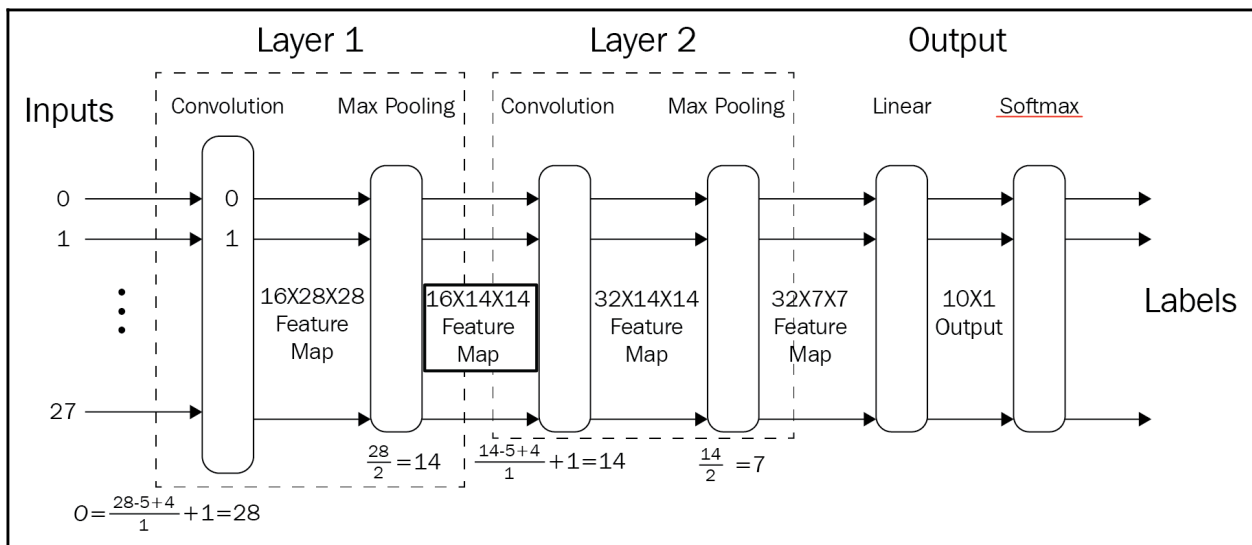 Layer 1
Layer 2
Output
Inputs
Convolution
Max Pooling
Convolution
Max Pooling
Linear
Softmax
0
0
1
1
16X28X28
Feature
Map
16X14X14
Feature
Map
32X14X14
Feature
Map
32X7X7
Feature
Map
10X1
Output
Labels
27
28/2=14
14-5+4/1+1=14
14/2=7
O=28-5+4/1+1=28